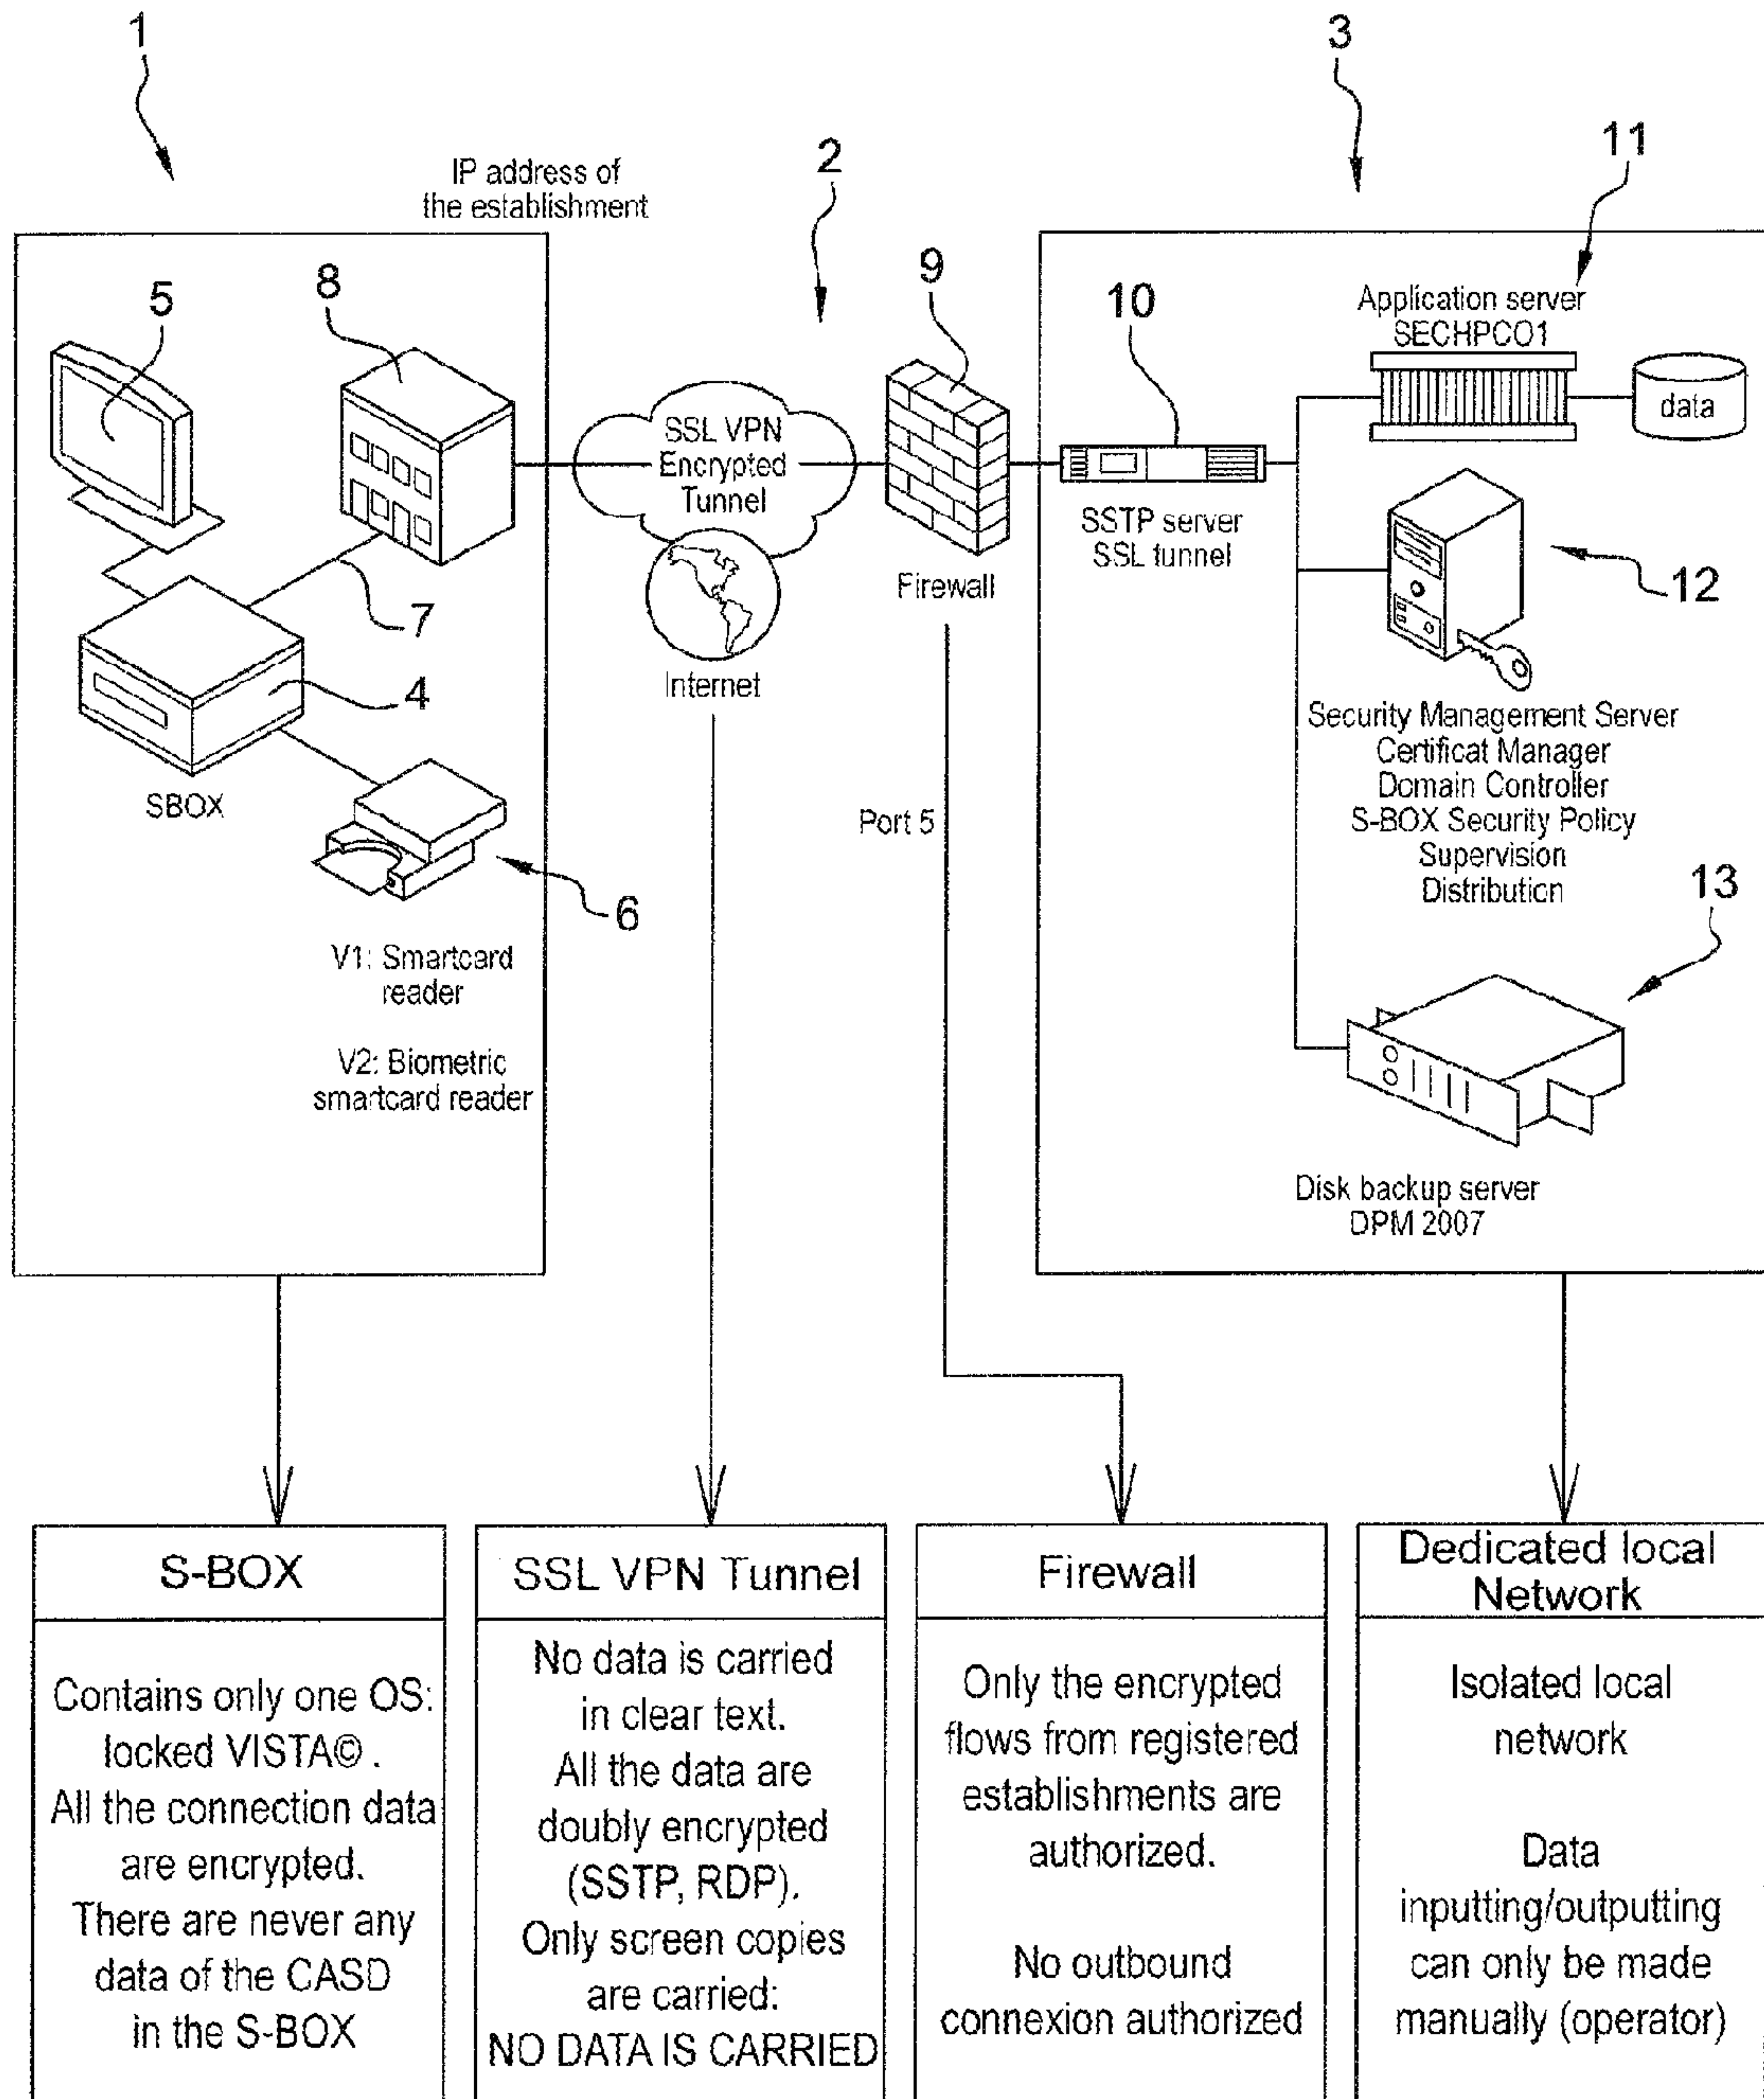 1
3
11
IP address of
the establishment
2
5
8
9
10
Application server
SECHPCO1
data
SSL VPN
Encrypted
Tunnel
SSTP server
SSL tunnel
Firewall
12
7
4
Internet
SBOX
Security Management Server
Certificat Manager
Domain Controller
S-BOX Security Policy
Supervision
Distribution
Port 5
13
6
V1: Smartcard
reader
V2: Biometric
smartcard reader
Disk backup server
DPM 2007
S-BOX
Contains only one OS:
locked VISTA© .
All the connection data
are encrypted.
There are never any
data of the CASD
in the S-BOX
SSL VPN Tunnel
No data is carried
in clear text.
All the data are
doubly encrypted
(SSTP, RDP).
Only screen copies
are carried:
NO DATA IS CARRIED
Firewall
Only the encrypted
flows from registered
establishments are
authorized.
No outbound
connexion authorized
Dedicated local
Network
Isolated local
network
Data
inputting/outputting
can only be made
manually (operator)